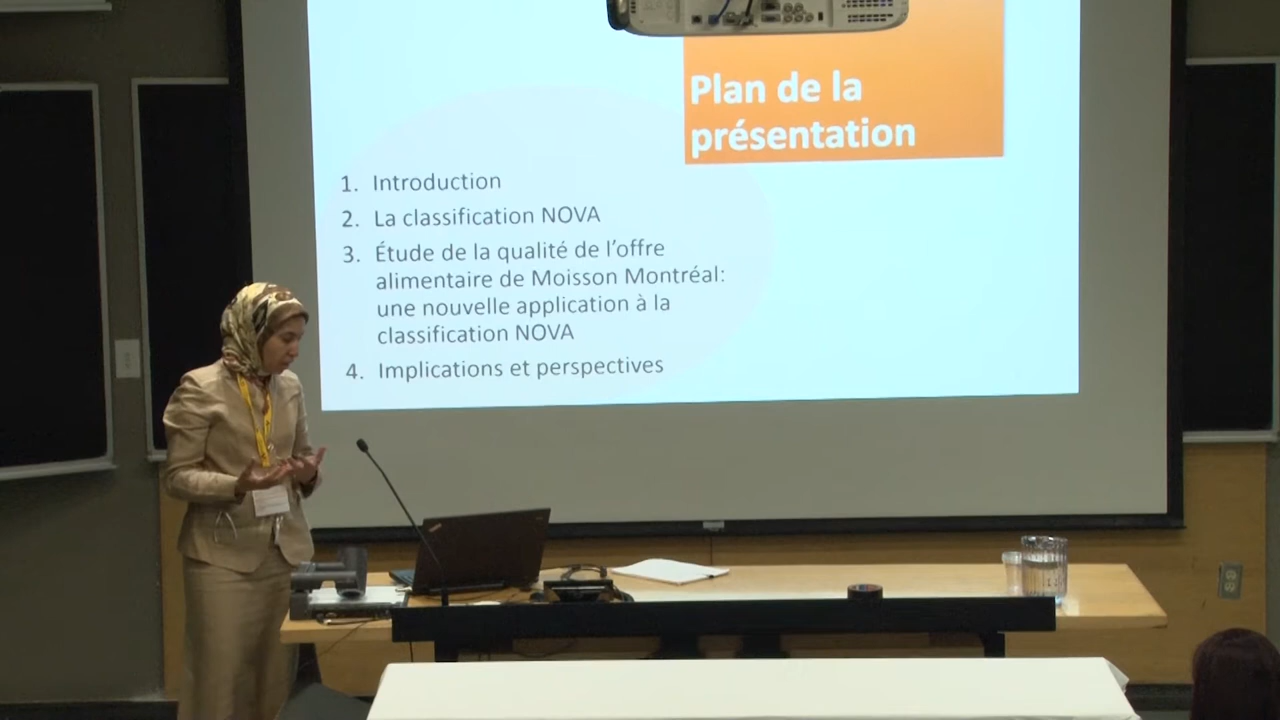 Plan de la
présentation
1. Introduction
2. La classification NOVA
3. Étude de la qualité de l'offre
alimentaire de Moisson Montréal:
une nouvelle application à la
classification NOVA
4. Implications et perspectives